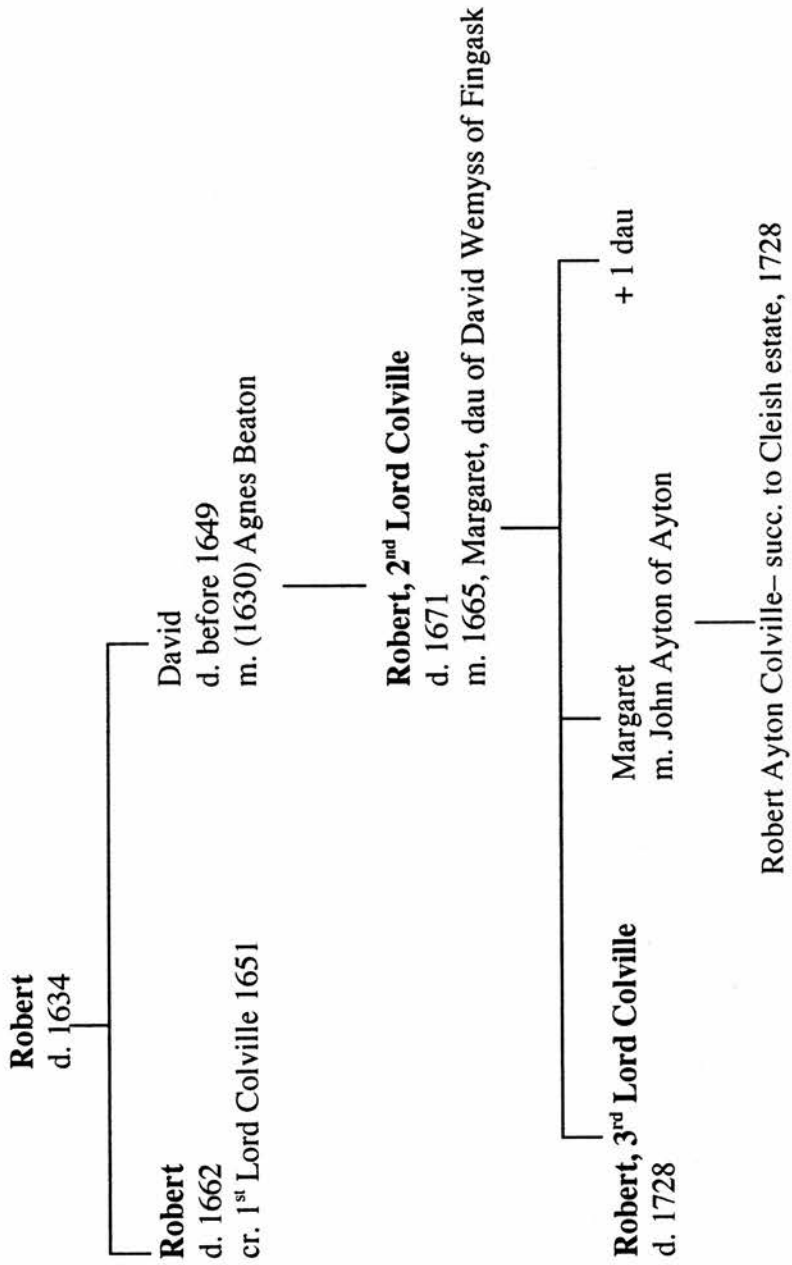 Robert
d. 1634
Robert
d. 1662
cr. 1st Lord Colville 1651
David
d. before 1649
m. (1630) Agnes Beaton
Robert, 2nd Lord Colville
d. 1671
m. 1665, Margaret, dau of David Wemyss of Fingask
Robert, 3rd Lord Colville
d. 1728
Margaret
m. John Ayton of Ayton
+ 1 dau
Robert Ayton Colville– succ. to Cleish estate, 1728